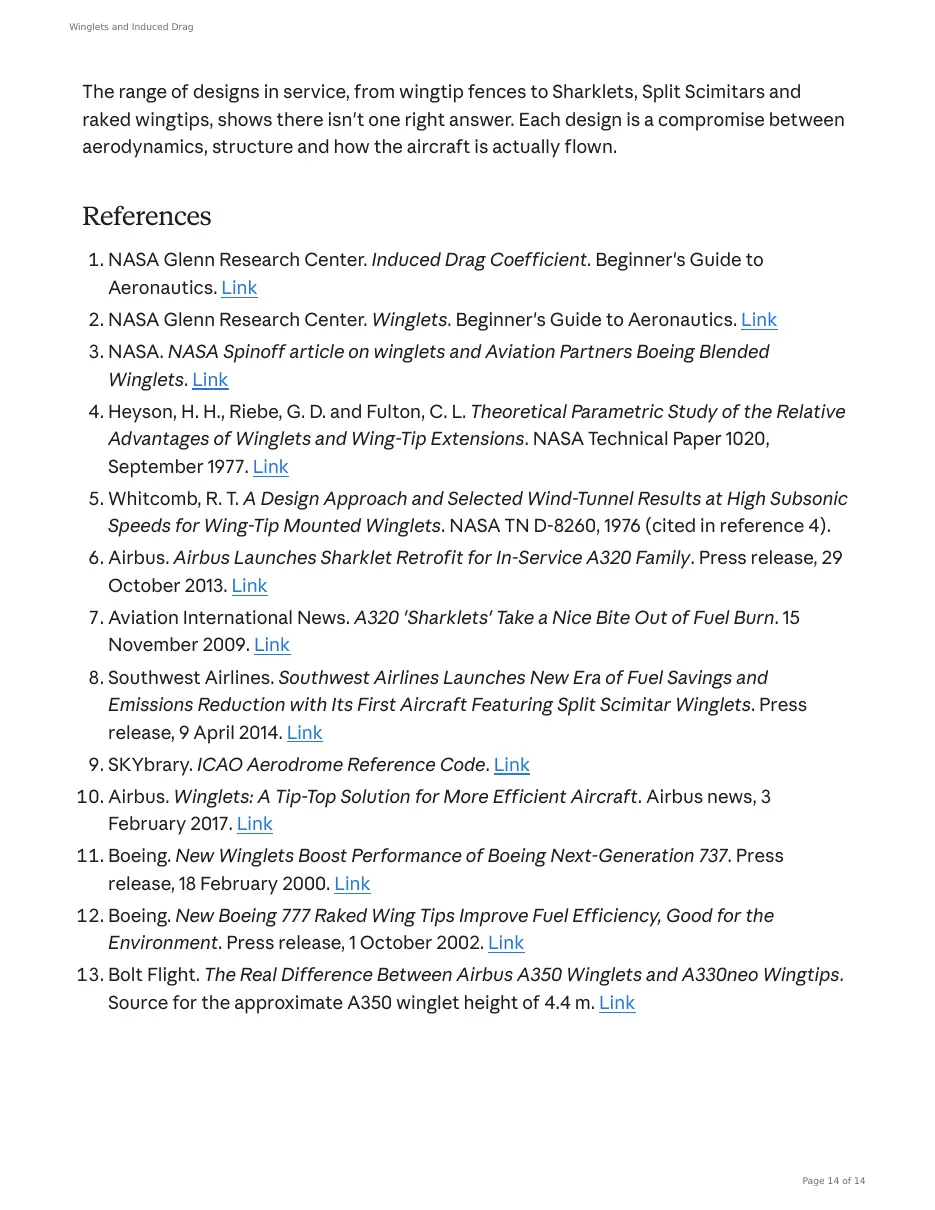 Winglets and Induced Drag
The range of designs in service, from wingtip fences to Sharklets, Split Scimitars and
raked wingtips, shows there isn't one right answer. Each design is a compromise between
aerodynamics, structure and how the aircraft is actually flown.
References
1. NASA Glenn Research Center. Induced Drag Coefficient. Beginner's Guide to
Aeronautics. Link
2. NASA Glenn Research Center. Winglets. Beginner's Guide to Aeronautics. Link
3. NASA. NASA Spinoff article on winglets and Aviation Partners Boeing Blended
Winglets. Link
4. Heyson, H. H., Riebe, G. D. and Fulton, C. L. Theoretical Parametric Study of the Relative
Advantages of Winglets and Wing-Tip Extensions. NASA Technical Paper 1020,
September 1977. Link
5. Whitcomb, R. T. A Design Approach and Selected Wind-Tunnel Results at High Subsonic
Speeds for Wing-Tip Mounted Winglets. NASA TN D-8260, 1976 (cited in reference 4).
6. Airbus. Airbus Launches Sharklet Retrofit for In-Service A320 Family. Press release, 29
October 2013. Link
7. Aviation International News. A320 'Sharklets' Take a Nice Bite Out of Fuel Burn. 15
November 2009. Link
8. Southwest Airlines. Southwest Airlines Launches New Era of Fuel Savings and
Emissions Reduction with Its First Aircraft Featuring Split Scimitar Winglets. Press
release, 9 April 2014. Link
9. SKYbrary. ICAO Aerodrome Reference Code. Link
10. Airbus. Winglets: A Tip-Top Solution for More Efficient Aircraft. Airbus news, 3
February 2017. Link
11. Boeing. New Winglets Boost Performance of Boeing Next-Generation 737. Press
release, 18 February 2000. Link
12. Boeing. New Boeing 777 Raked Wing Tips Improve Fuel Efficiency, Good for the
Environment. Press release, 1 October 2002. Link
13. Bolt Flight. The Real Difference Between Airbus A350 Winglets and A330neo Wingtips.
Source for the approximate A350 winglet height of 4.4 m. Link
Page 14 of 14